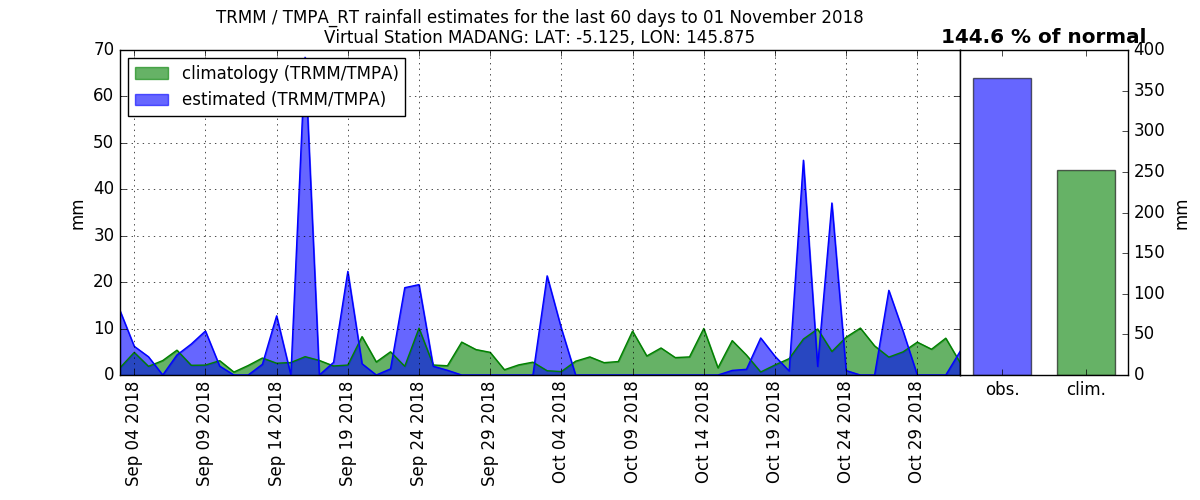 TRMM / TMPA_RT rainfall estimates for the last 60 days to 01 November 2018
Virtual Station MADANG: LAT: -5.125, LON: 145.875
144.6 % of normal
climatology (TRMM/TMPA)
estimated (TRMM/TMPA)
mm
70
60
50
40
30
20
10
0
Sep 04 2018
Sep 09 2018
Sep 14 2018
Sep 19 2018
Sep 24 2018
Sep 29 2018
Oct 04 2018
Oct 09 2018
Oct 14 2018
Oct 19 2018
Oct 24 2018
Oct 29 2018
obs.
clim.
400
350
300
250
200
150
100
50
0
mm